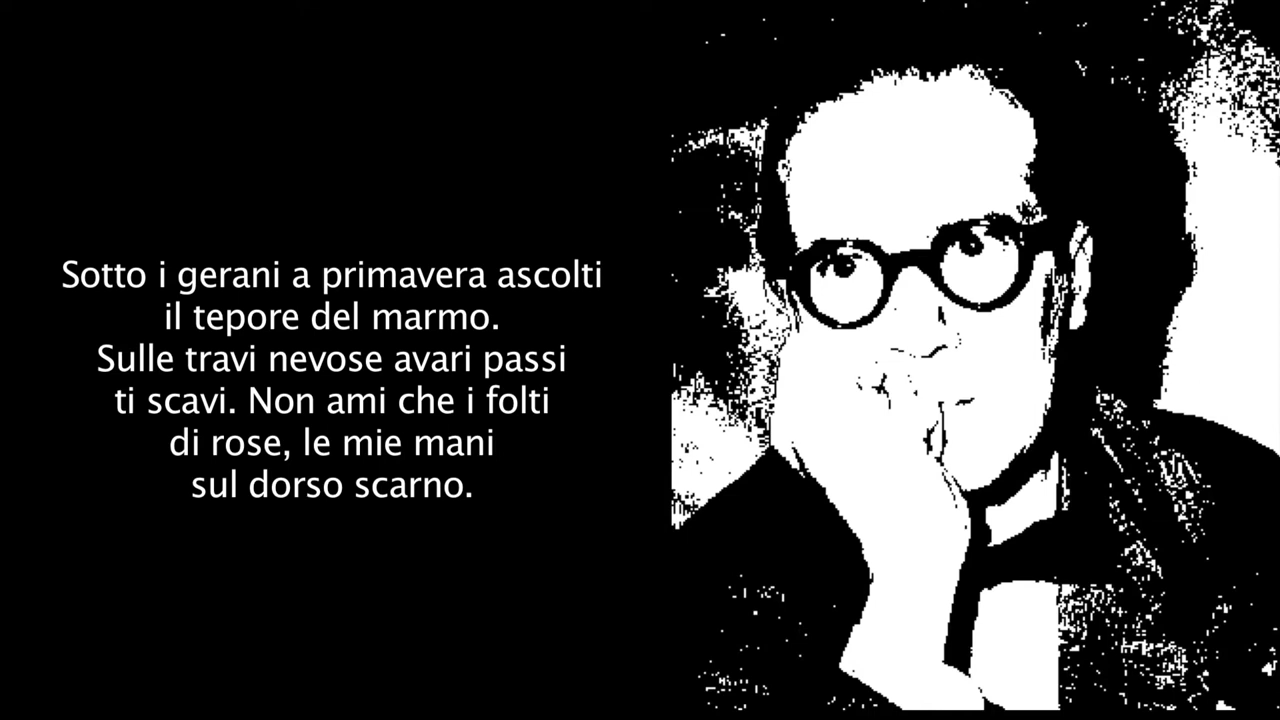 Sotto i gerani a primavera ascolti
il tepore del marmo.
Sulle travi nevose avari passi
ti scavi. Non ami che i folti
di rose, le mie mani
sul dorso scarno.